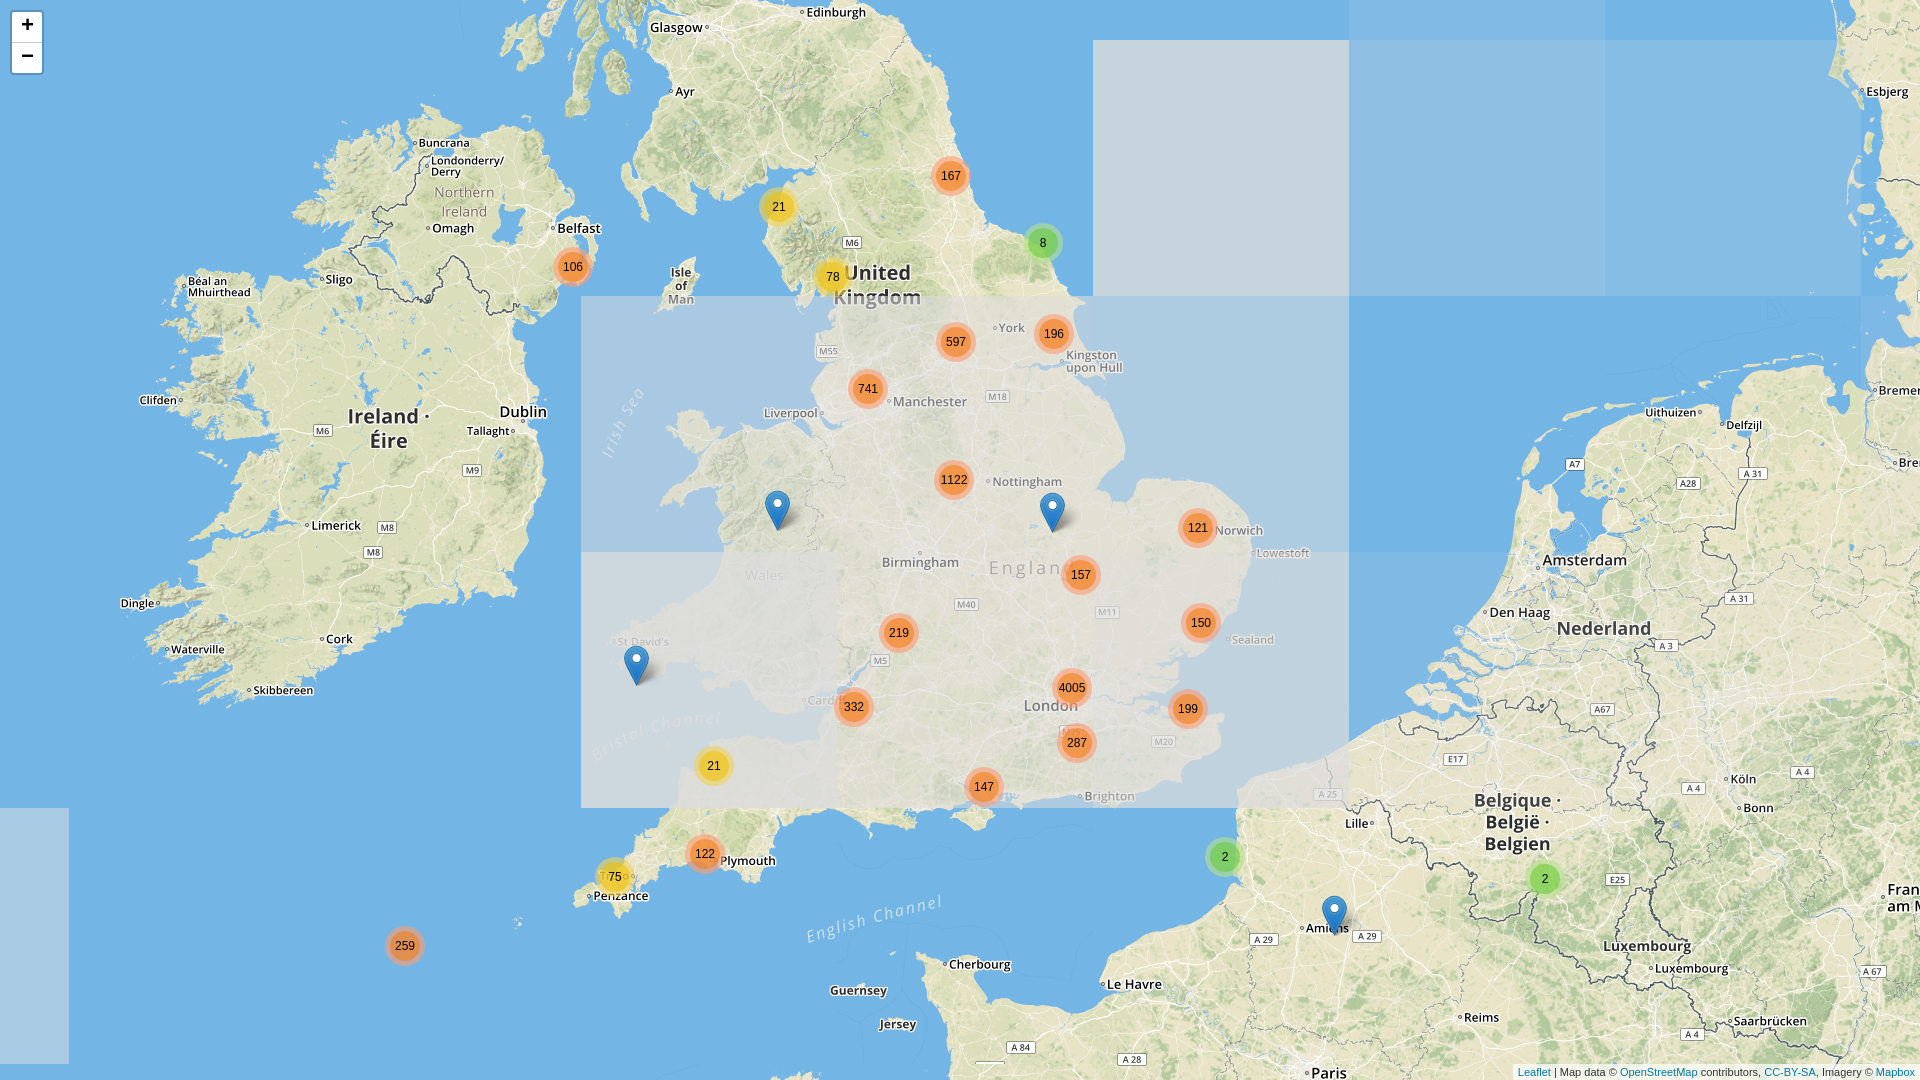 +
−
Edinburgh
Glasgow
Ayr
Esbjerg
Buncrana
Londonderry/
Derry
Northern
Ireland
Omagh
Belfast
167
21
8
M6
106
78
United
Kingdom
Isle
of
Man
Sligo
Béal an
Mhuirthead
York
196
597
M55
Kingston
upon Hull
741
Manchester
M18
Liverpool
Irish Sea
Clifden
Dublin
Ireland ·
Éire
Tallaght
M6
M9
Bremer
Uithuizen
Delfzijl
A7
A 31
A28
Bre
1122
Nottingham
Limerick
M8
M8
121
Norwich
Lowestoft
Birmingham
Amsterdam
England
157
Wales
Dingle
M40
M11
A 31
Den Haag
Nederland
219
150
Sealand
Cork
St David's
Waterville
M5
A 3
Skibbereen
4005
London
Cardiff
332
199
A67
Bristol Channel
287
M20
E17
21
147
Brighton
A 25
A 4
Köln
A 4
Bonn
Belgique ·
België ·
Belgien
Lille
122
Plymouth
2
75
Penzance
2
E25
Fran
am M
259
English Channel
Amiens
A 29
A 29
Luxembourg
Luxembourg
A 67
Cherbourg
Le Havre
Guernsey
Reims
Jersey
Saarbrücken
A 4
A 84
A 28
Paris
Leaflet | Map data © OpenStreetMap contributors, CC-BY-SA, Imagery © Mapbox